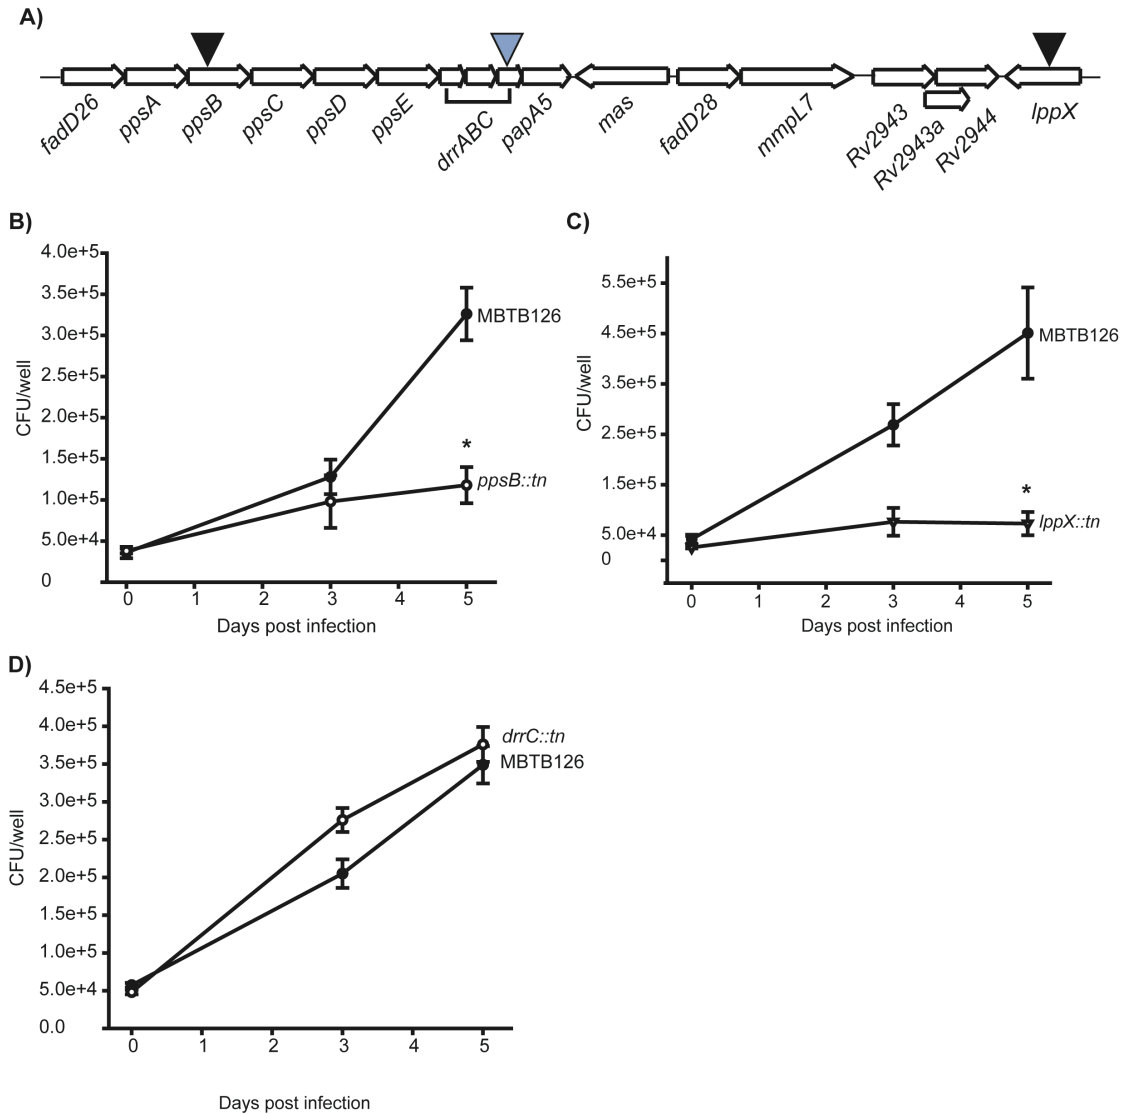 A)
fadD26 ppsA ppsB ppsC ppsD ppsE drrABC papA5 mas fadD28 mmpL7 Rv2943 Rv2943a Rv2944 lppX
B)
4.0e+5
3.5e+5
3.0e+5
2.5e+5
2.0e+5
1.5e+5
1.0e+5
5.0e+4
0
CFU/well
MBTB126
*
ppsB::tn
0 1 2 3 4 5
Days post infection
C)
5.5e+5
4.5e+5
3.5e+5
2.5e+5
1.5e+5
5.0e+4
0
CFU/well
MBTB126
*
lppX::tn
0 1 2 3 4 5
Days post infection
D)
4.5e+5
4.0e+5
3.5e+5
3.0e+5
2.5e+5
2.0e+5
1.5e+5
1.0e+5
5.0e+4
0.0
CFU/well
drrC::tn
MBTB126
0 1 2 3 4 5
Days post infection